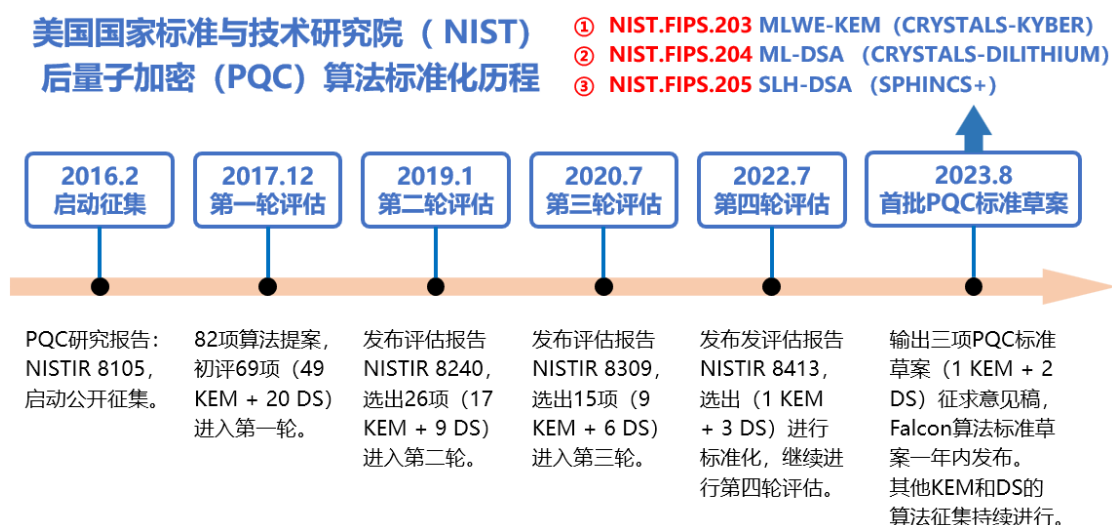 美国国家标准与技术研究院（ NIST）
后量子加密（PQC）算法标准化历程
① NIST.FIPS.203 MLWE-KEM（CRYSTALS-KYBER）
② NIST.FIPS.204 ML-DSA （CRYSTALS-DILITHIUM）
③ NIST.FIPS.205 SLH-DSA （SPHINCS+）
2016.2
启动征集
2017.12
第一轮评估
2019.1
第二轮评估
2020.7
第三轮评估
2022.7
第四轮评估
2023.8
首批PQC标准草案
PQC研究报告：
NISTIR 8105，
启动公开征集。
82项算法提案，
初评69项（49
KEM + 20 DS）
进入第一轮。
发布评估报告
NISTIR 8240，
选出26项（17
KEM + 9 DS）
进入第二轮。
发布评估报告
NISTIR 8309，
选出15项（9
KEM + 6 DS）
进入第三轮。
发布发评估报告
NISTIR 8413，
选出（1 KEM
+ 3 DS）进行
标准化，继续进
行第四轮评估。
输出三项PQC标准
草案（1 KEM + 2
DS）征求意见稿，
Falcon算法标准草
案一年内发布。
其他KEM和DS的
算法征集持续进行。